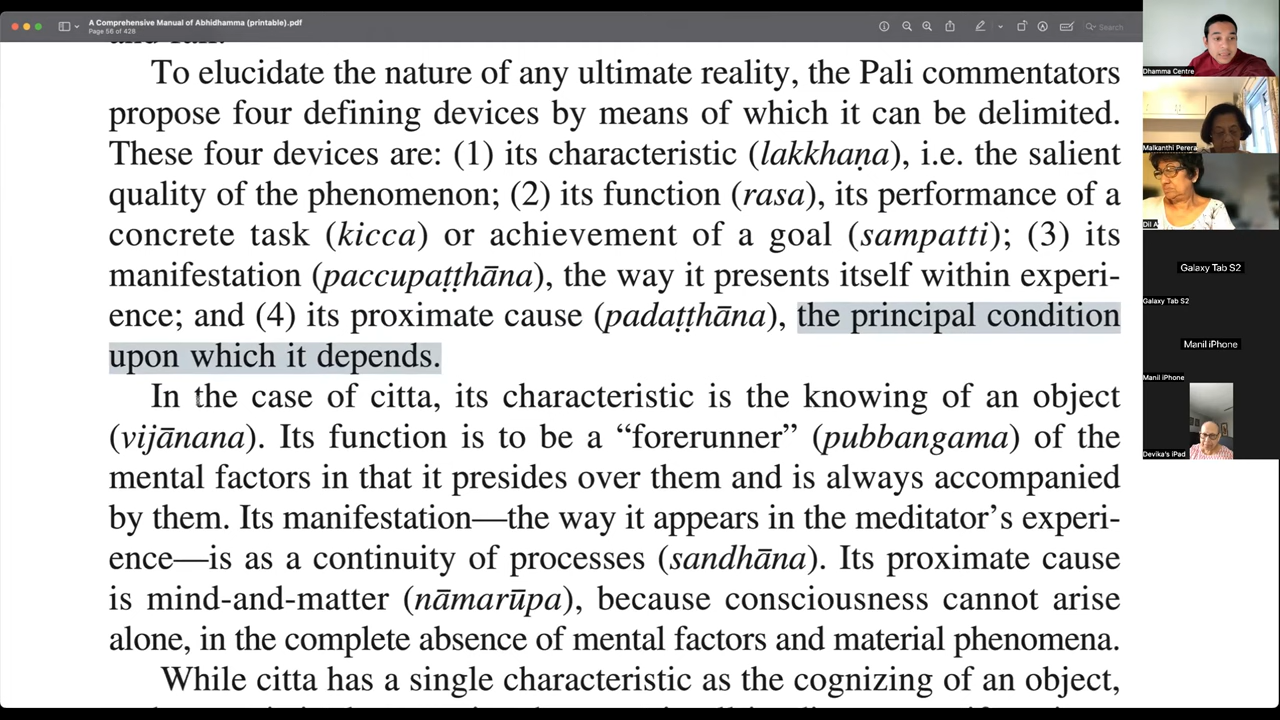 A Comprehensive Manual of Abhidhamma (printable).pdf
Page 56 of 428
Search
To elucidate the nature of any ultimate reality, the Pali commentators
propose four defining devices by means of which it can be delimited.
These four devices are: (1) its characteristic (lakkhaṇa), i.e. the salient
quality of the phenomenon; (2) its function (rasa), its performance of a
concrete task (kicca) or achievement of a goal (sampatti); (3) its
manifestation (paccupaṭṭhāna), the way it presents itself within experi-
ence; and (4) its proximate cause (padaṭṭhāna), the principal condition
upon which it depends.
In the case of citta, its characteristic is the knowing of an object
(vijānana). Its function is to be a “forerunner” (pubbangama) of the
mental factors in that it presides over them and is always accompanied
by them. Its manifestation—the way it appears in the meditator’s experi-
ence—is as a continuity of processes (sandhāna). Its proximate cause
is mind-and-matter (nāmarūpa), because consciousness cannot arise
alone, in the complete absence of mental factors and material phenomena.
While citta has a single characteristic as the cognizing of an object,
Dhamma Centre
Malkanthi Perera
Dil A
Galaxy Tab S2
Galaxy Tab S2
Manil iPhone
Manil iPhone
Devika's iPad